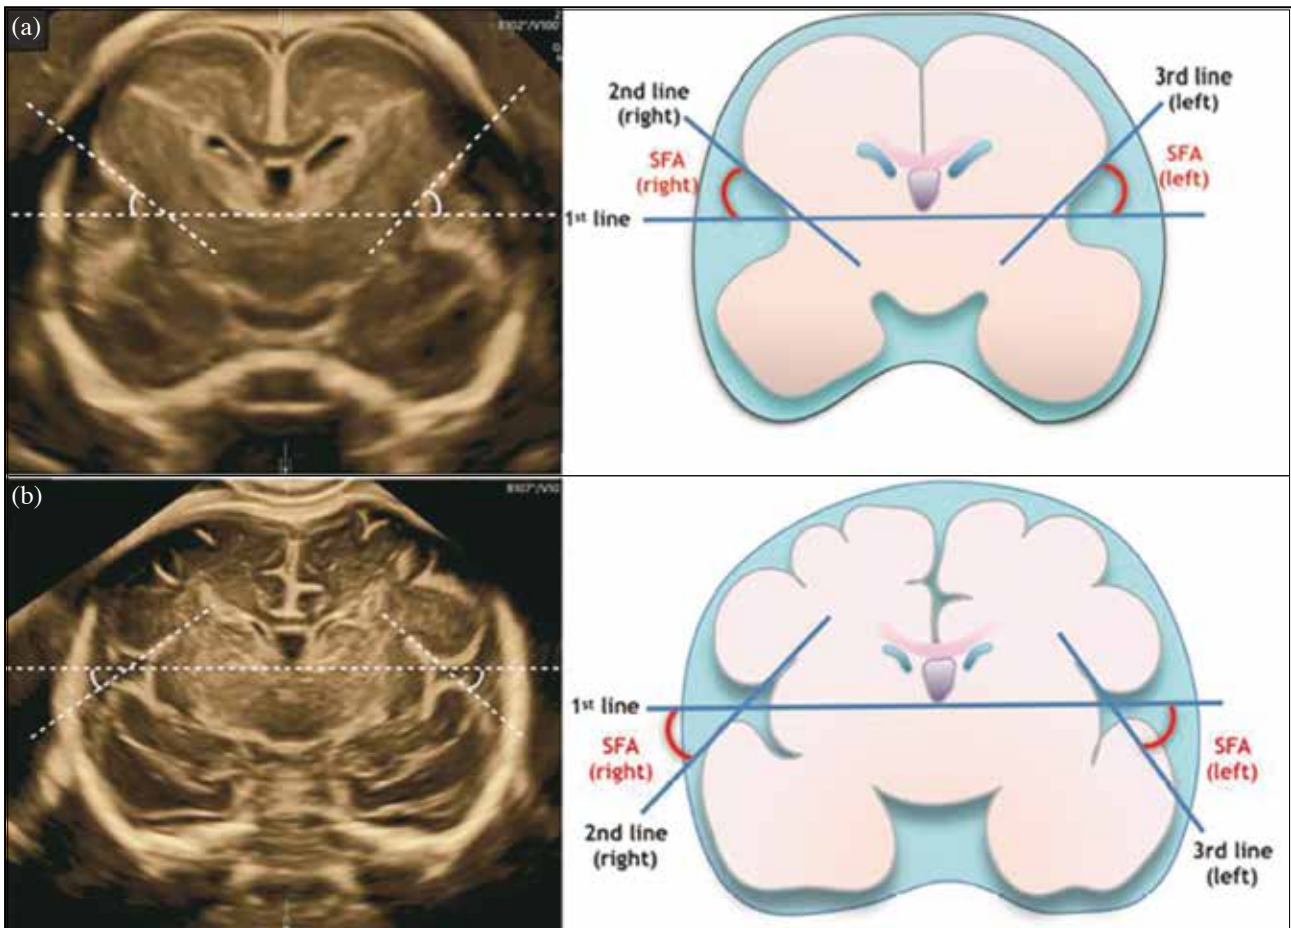 (a)
2nd line
(right)
3rd line
(left)
SFA
(right)
SFA
(left)
1st line
(b)
1st line
SFA
(right)
SFA
(left)
2nd line
(right)
3rd line
(left)